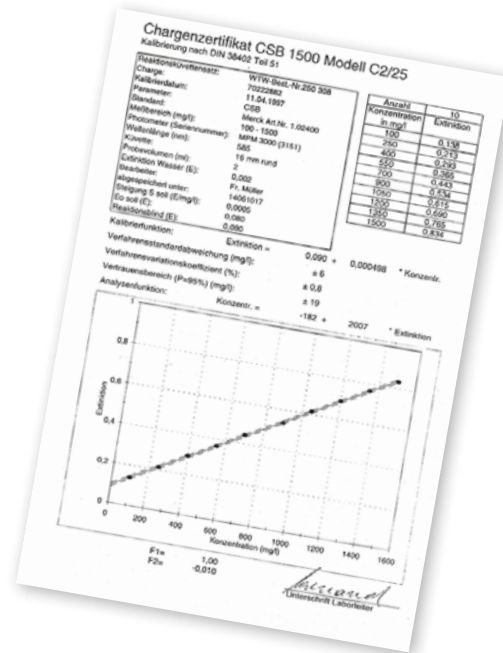 Chargenzertifikat CSB 1500 Modell C2/25
Kalibrierung nach DIN 38402 Teil 51
Reaktionsküvettensatz: WTW-Best.-Nr.250 308
Charge: 70222882
Kalibrierdatum: 11.04.1997
Parameter: CSB
Standard: Merck Art.Nr. 1.02400
Meßbereich (mg/l): 100 - 1500
Photometer (Seriennummer): MPM 3000 (3151)
Wellenlänge (nm): 585
Küvette: 16 mm rund
Probevolumen (ml): 2
Extinktion Wasser (E): 0,002
Bearbeiter: Fr. Müller
abgespeichert unter: 14061017
Steigung S soll (E/mg/l): 0,0005
Eo soll (E): 0,080
Reaktionsblind (E): 0,090
Anzahl 10
Konzentration in mg/l Extinktion
100 0,138
250 0,213
400 0,290
550 0,365
700 0,443
900 0,534
1050 0,615
1200 0,690
1350 0,765
1500 0,834
Kalibrierfunktion: Extinktion = 0,090 + 0,000498 * Konzentr.
Verfahrensstandardabweichung (mg/l): ± 6
Verfahrensvariationskoeffizient (%): ± 0,8
Vertrauensbereich (P=95%) (mg/l): ± 19
Analysenfunktion: Konzentr. = -182 + 2007 * Extinktion
1
0,8
0,6
0,4
0,2
0
Extinktion
0 200 400 600 800 1000 1200 1400 1600
Konzentration (mg/l)
F1= 1,00
F2= -0,010
Unterschrift Laborleiter